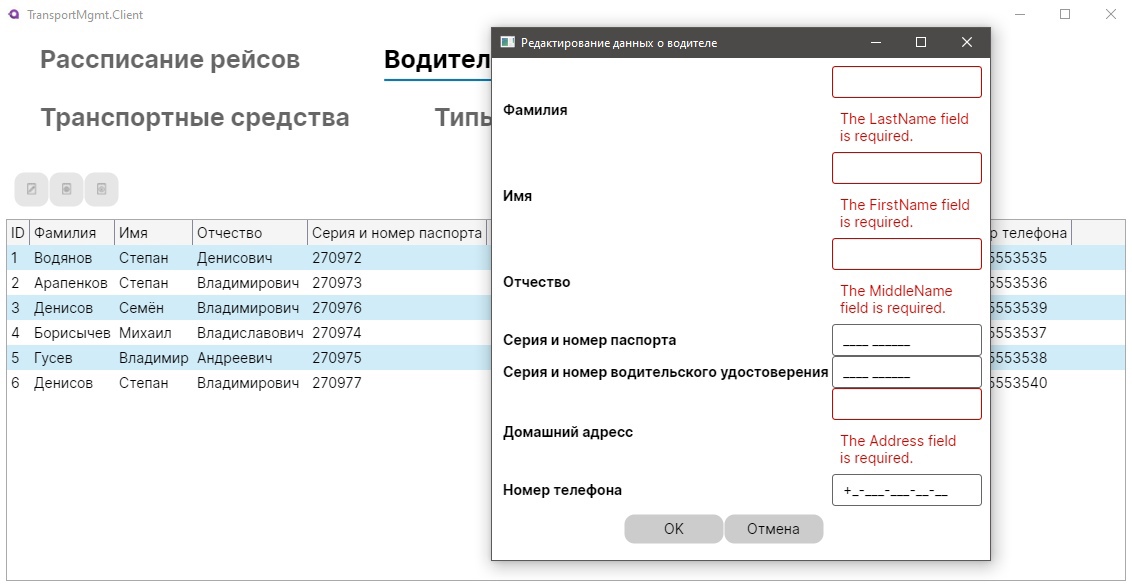 TransportMgmt.Client
Рассписание рейсов
Водител
Транспортные средства
Типы
ID Фамилия Имя Отчество Серия и номер паспорта р телефона
1 Водянов Степан Денисович 270972 5553535
2 Арапенков Степан Владимирович 270973 5553536
3 Денисов Семён Владимирович 270976 5553539
4 Борисычев Михаил Владиславович 270974 5553537
5 Гусев Владимир Андреевич 270975 5553538
6 Денисов Степан Владимирович 270977 5553540
Редактирование данных о водителе
Фамилия
The LastName field
is required.
Имя
The FirstName field
is required.
Отчество
The MiddleName
field is required.
Серия и номер паспорта ____ ______
Серия и номер водительского удостоверения ____ ______
Домашний адресс
The Address field
is required.
Номер телефона +_-___-___-__-__
OK Отмена